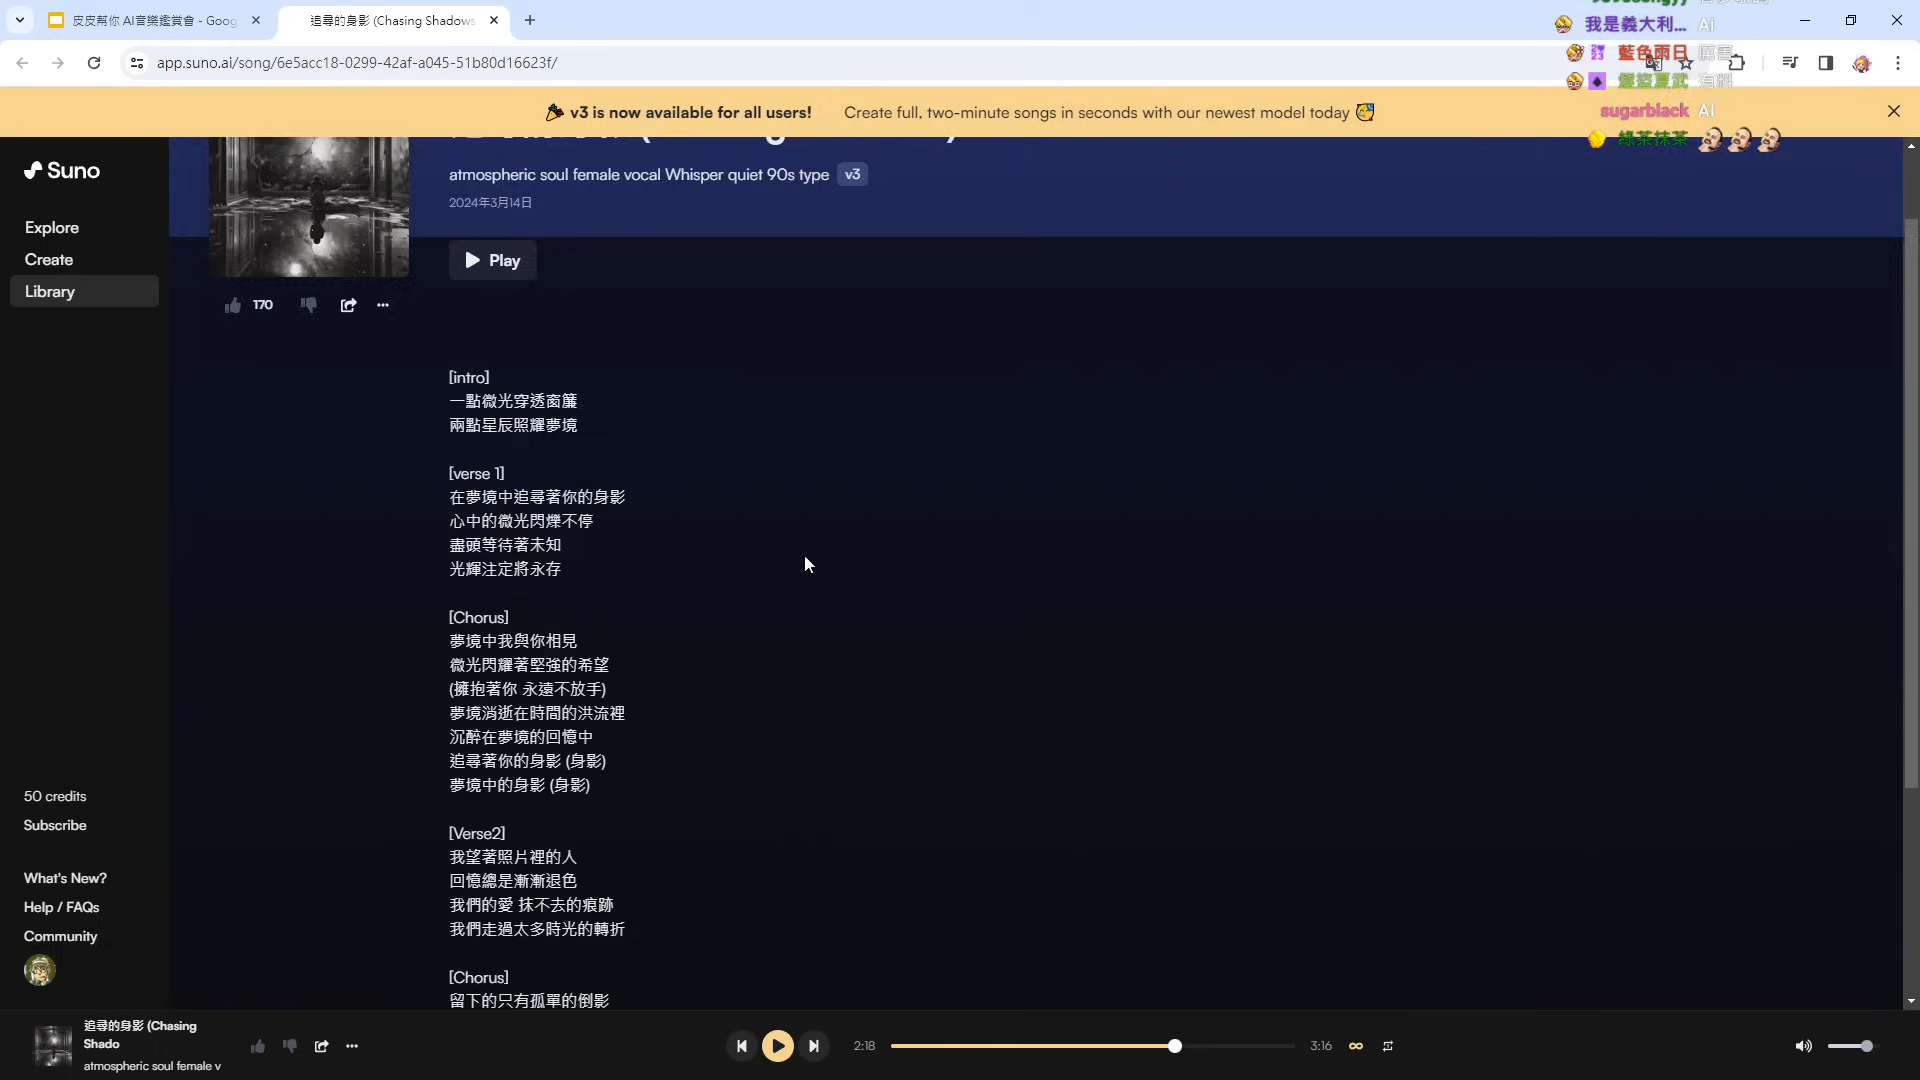 皮皮幫你 AI音樂鑑賞會 - Goog
追尋的身影 (Chasing Shadows
app.suno.ai/song/6e5acc18-0299-42af-a045-51b80d16623f/
我是義大利... Ai
藍色雨日 厲害
爆盜夏武 有料
sugarblack AI
綠茶抹茶
v3 is now available for all users! Create full, two-minute songs in seconds with our newest model today
Suno
Explore
Create
Library
50 credits
Subscribe
What's New?
Help / FAQs
Community
atmospheric soul female vocal Whisper quiet 90s type v3
2024年3月14日
Play
170
[intro]
一點微光穿透窗簾
兩點星辰照耀夢境
[verse 1]
在夢境中追尋著你的身影
心中的微光閃爍不停
盡頭等待著未知
光輝注定將永存
[Chorus]
夢境中我與你相見
微光閃耀著堅強的希望
(擁抱著你 永遠不放手)
夢境消逝在時間的洪流裡
沉醉在夢境的回憶中
追尋著你的身影 (身影)
夢境中的身影 (身影)
[Verse2]
我望著照片裡的人
回憶總是漸漸退色
我們的愛 抹不去的痕跡
我們走過太多時光的轉折
[Chorus]
留下的只有孤單的倒影
追尋的身影 (Chasing
Shado
atmospheric soul female v
2:18
3:16